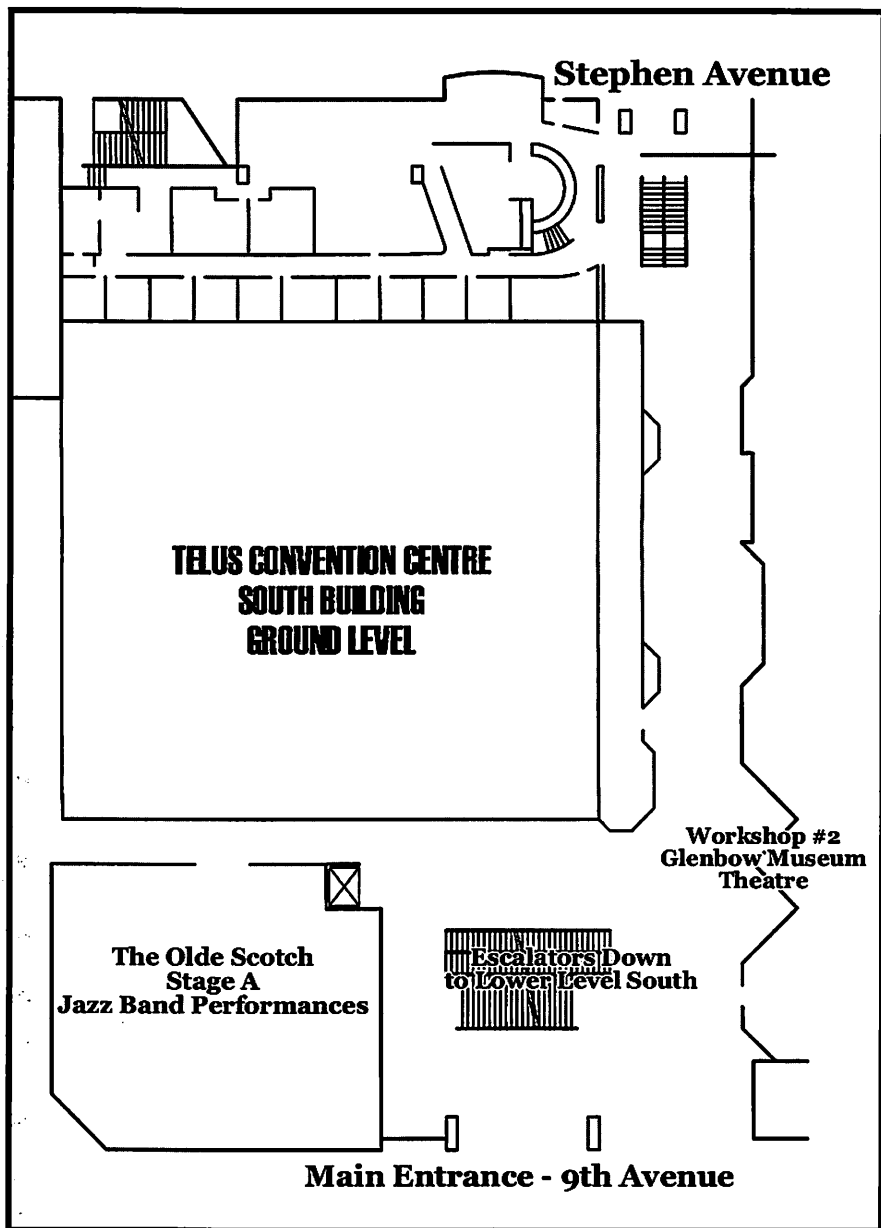 Stephen Avenue
TELUS CONVENTION CENTRE
SOUTH BUILDING
GROUND LEVEL
Workshop #2
Glenbow Museum
Theatre
The Olde Scotch
Stage A
Jazz Band Performances
Escalators Down
to Lower Level South
Main Entrance - 9th Avenue